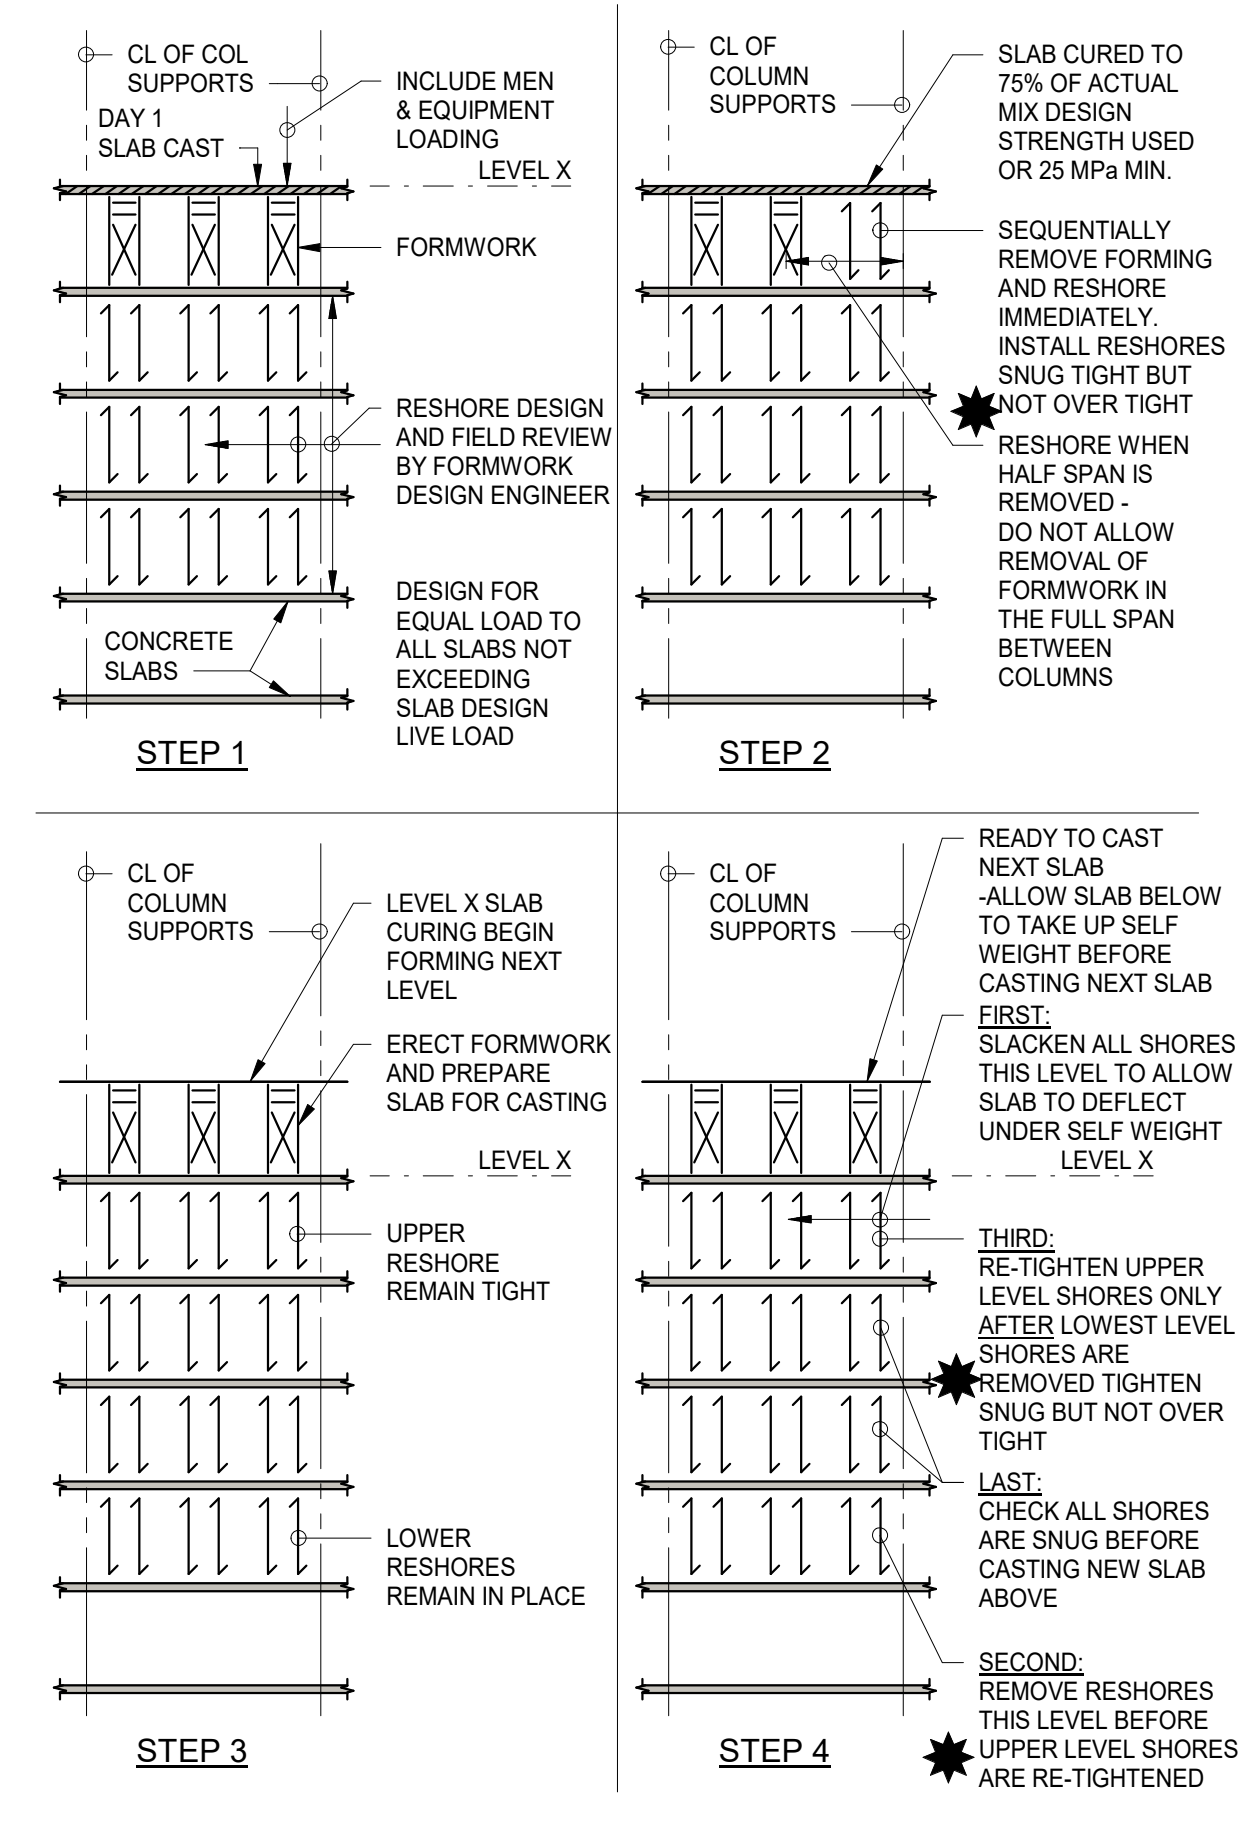 CL OF COL
SUPPORTS
DAY 1
SLAB CAST
INCLUDE MEN
& EQUIPMENT
LOADING
LEVEL X
FORMWORK
RESHORE DESIGN
AND FIELD REVIEW
BY FORMWORK
DESIGN ENGINEER
DESIGN FOR
EQUAL LOAD TO
ALL SLABS NOT
EXCEEDING
SLAB DESIGN
LIVE LOAD
CONCRETE
SLABS
STEP 1
CL OF
COLUMN
SUPPORTS
SLAB CURED TO
75% OF ACTUAL
MIX DESIGN
STRENGTH USED
OR 25 MPa MIN.
SEQUENTIALLY
REMOVE FORMING
AND RESHORE
IMMEDIATELY.
INSTALL RESHORES
SNUG TIGHT BUT
NOT OVER TIGHT
RESHORE WHEN
HALF SPAN IS
REMOVED -
DO NOT ALLOW
REMOVAL OF
FORMWORK IN
THE FULL SPAN
BETWEEN
COLUMNS
STEP 2
CL OF
COLUMN
SUPPORTS
LEVEL X SLAB
CURING BEGIN
FORMING NEXT
LEVEL
ERECT FORMWORK
AND PREPARE
SLAB FOR CASTING
LEVEL X
UPPER
RESHORE
REMAIN TIGHT
LOWER
RESHORES
REMAIN IN PLACE
STEP 3
CL OF
COLUMN
SUPPORTS
READY TO CAST
NEXT SLAB
-ALLOW SLAB BELOW
TO TAKE UP SELF
WEIGHT BEFORE
CASTING NEXT SLAB
FIRST:
SLACKEN ALL SHORES
THIS LEVEL TO ALLOW
SLAB TO DEFLECT
UNDER SELF WEIGHT
LEVEL X
THIRD:
RE-TIGHTEN UPPER
LEVEL SHORES ONLY
AFTER LOWEST LEVEL
SHORES ARE
REMOVED TIGHTEN
SNUG BUT NOT OVER
TIGHT
LAST:
CHECK ALL SHORES
ARE SNUG BEFORE
CASTING NEW SLAB
ABOVE
SECOND:
REMOVE RESHORES
THIS LEVEL BEFORE
UPPER LEVEL SHORES
ARE RE-TIGHTENED
STEP 4